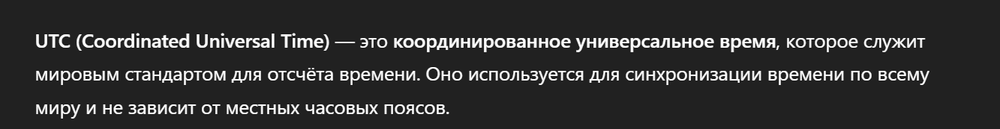 UTC (Coordinated Universal Time) — это координированное универсальное время, которое служит
мировым стандартом для отсчёта времени. Оно используется для синхронизации времени по всему
миру и не зависит от местных часовых поясов.